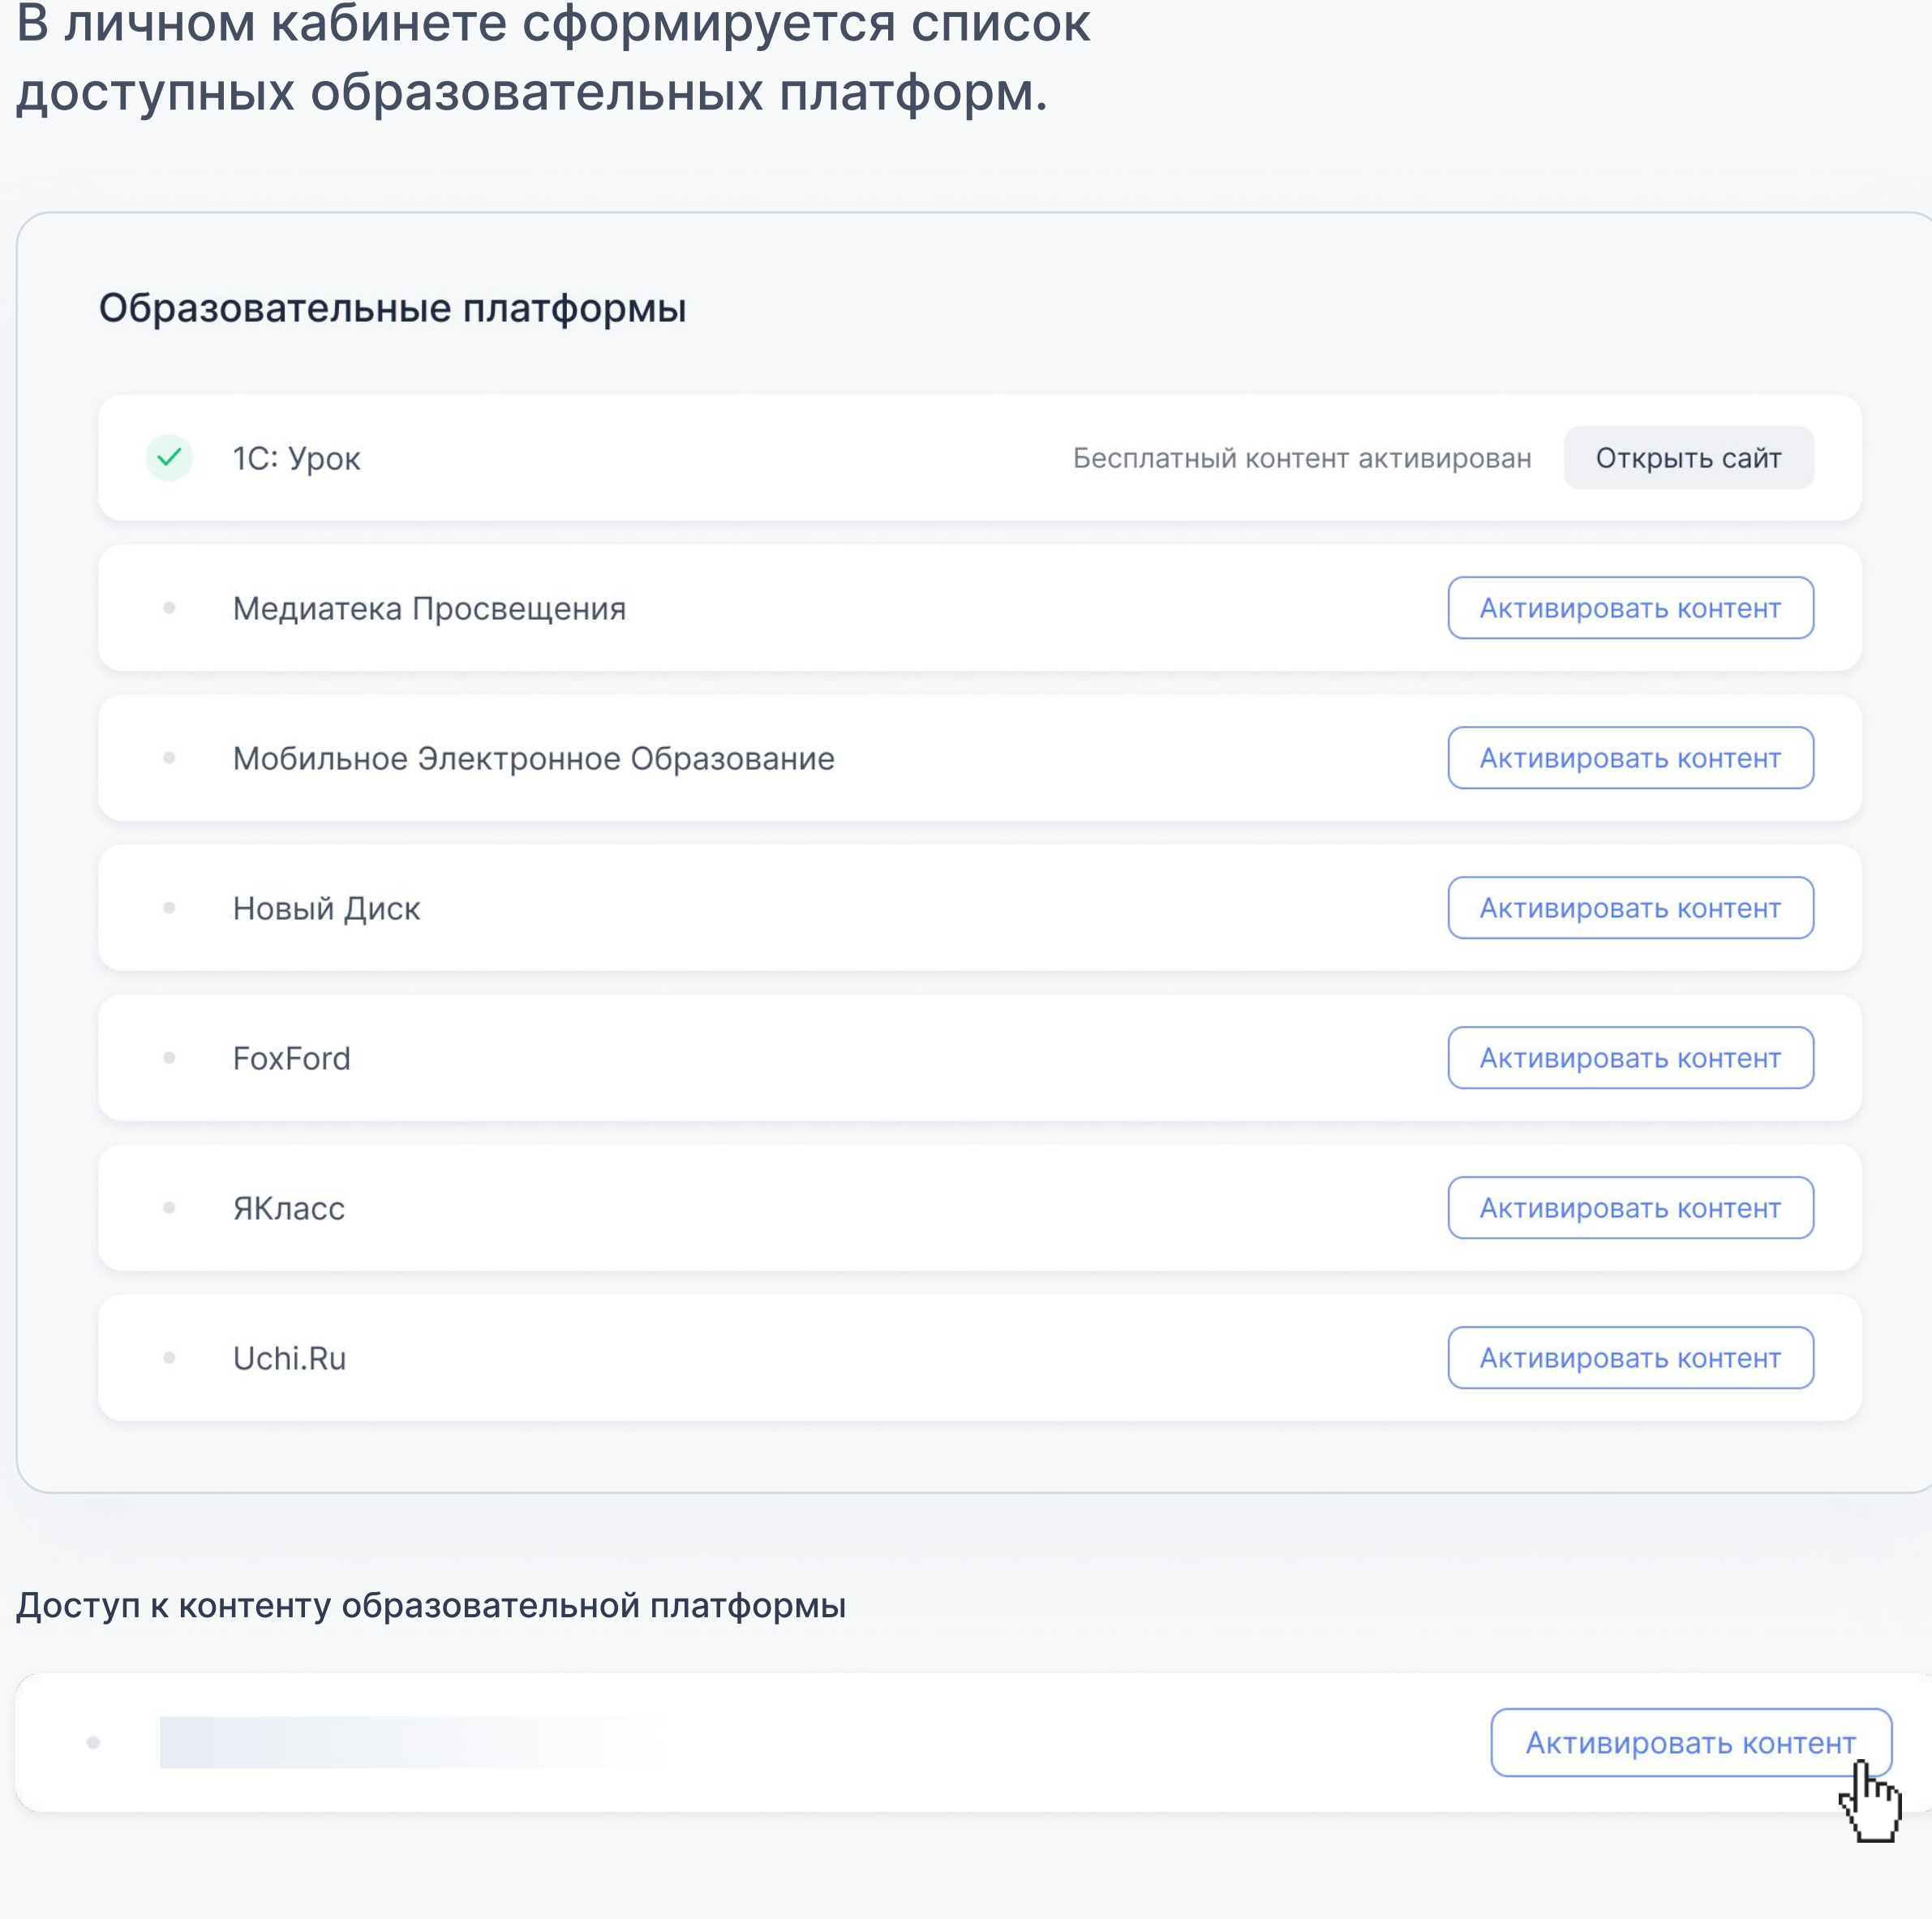 В личном кабинете сформируется список
доступных образовательных платформ.
Образовательные платформы
1С: Урок
Бесплатный контент активирован
Открыть сайт
Медиатека Просвещения
Активировать контент
Мобильное Электронное Образование
Активировать контент
Новый Диск
Активировать контент
FoxFord
Активировать контент
ЯКласс
Активировать контент
Uchi.Ru
Активировать контент
Доступ к контенту образовательной платформы
Активировать контент